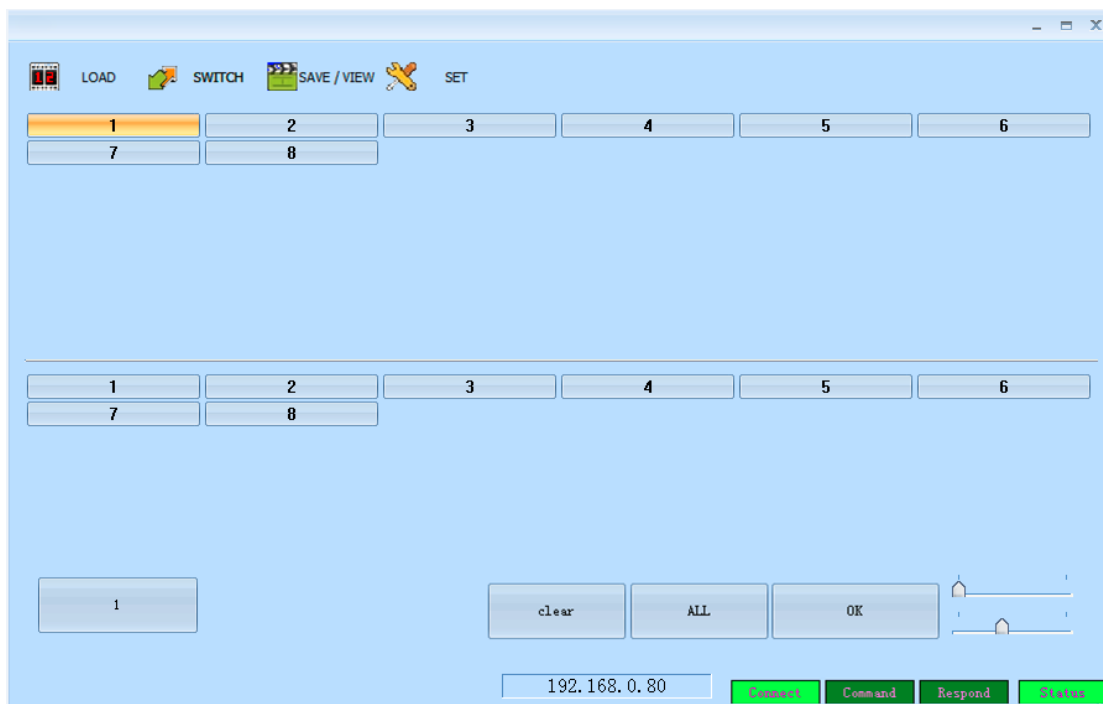 LOAD SWITCH SAVE / VIEW SET
1 2 3 4 5 6
7 8
1 2 3 4 5 6
7 8
1 clear ALL OK
192.168.0.80
Connect Command Respond Status